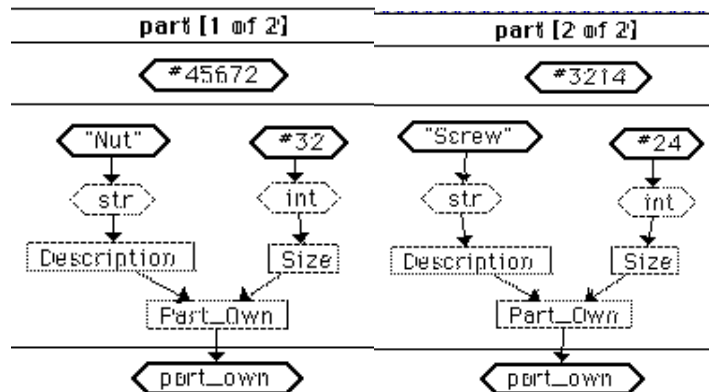 part [1 of 2]
#45672
"Nut"
#32
str
int
Description
Size
Part_Own
part_own
part [2 of 2]
#3214
"Screw"
#24
str
int
Description
Size
Part_Own
part_own